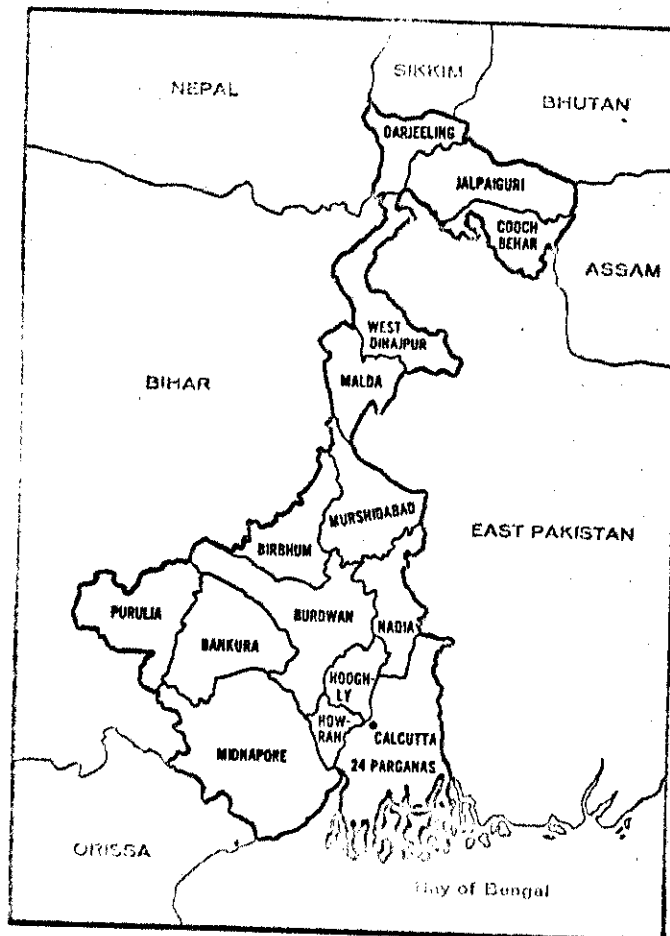 SIKKIM
NEPAL
BHUTAN
DARJEELING
JALPAIGURI
COOCH
BEHAR
ASSAM
WEST
DINAJPUR
MALDA
BIHAR
MURSHIDABAD
EAST PAKISTAN
BIRBHUM
PURULIA
BURDWAN
NADIA
BANKURA
HOOGH-
LY
HOW-
RAH
CALCUTTA
MIDNAPORE
24 PARGANAS
ORISSA
Bay of Bengal